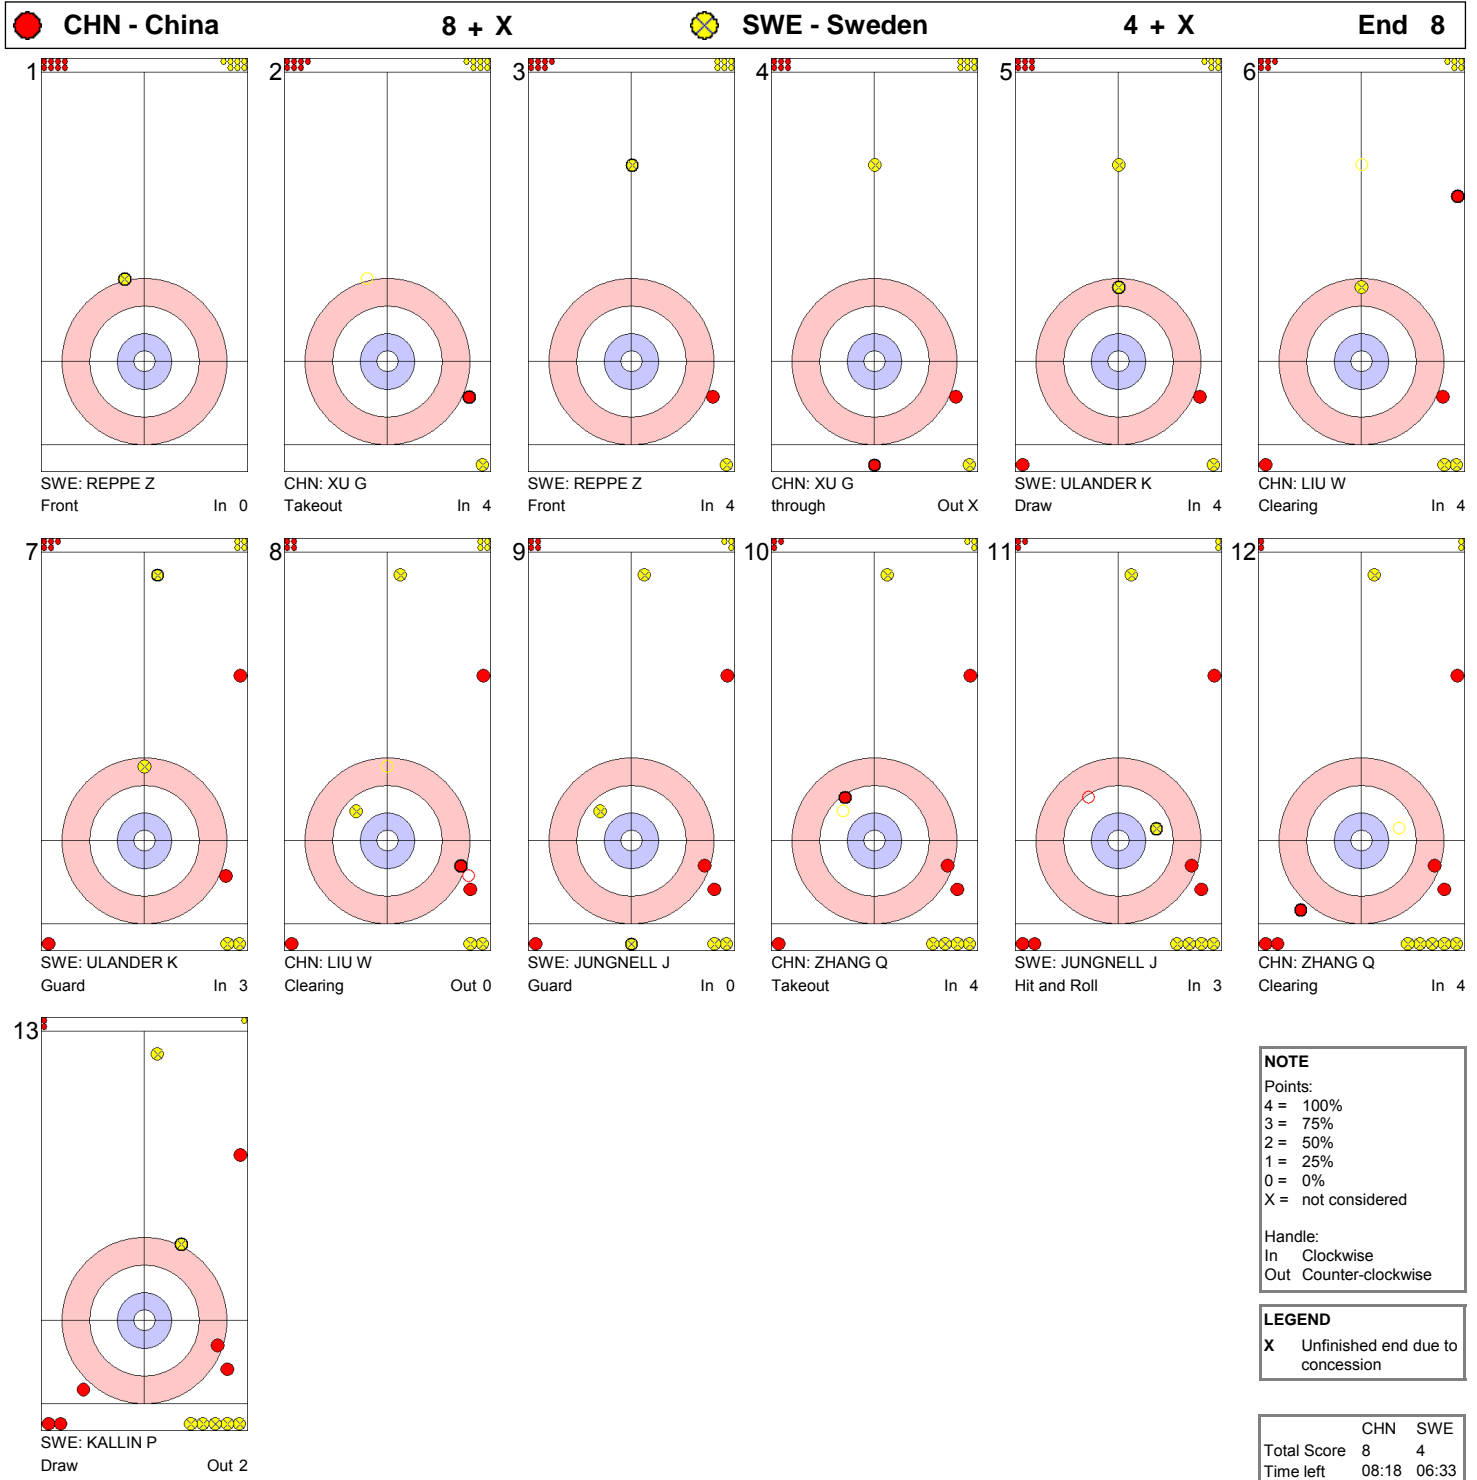 CHN - China 8 + X SWE - Sweden 4 + X End 8
1 2 3 4 5 6
SWE: REPPE Z CHN: XU G SWE: REPPE Z CHN: XU G SWE: ULANDER K CHN: LIU W
Front In 0 Takeout In 4 Front In 4 through Out X Draw In 4 Clearing In 4
7 8 9 10 11 12
SWE: ULANDER K CHN: LIU W SWE: JUNGNELL J CHN: ZHANG Q SWE: JUNGNELL J CHN: ZHANG Q
Guard In 3 Clearing Out 0 Guard In 0 Takeout In 4 Hit and Roll In 3 Clearing In 4
13
SWE: KALLIN P
Draw Out 2
NOTE
Points:
4 = 100%
3 = 75%
2 = 50%
1 = 25%
0 = 0%
X = not considered
Handle:
In Clockwise
Out Counter-clockwise
LEGEND
X Unfinished end due to
concession
CHN SWE
Total Score 8 4
Time left 08:18 06:33